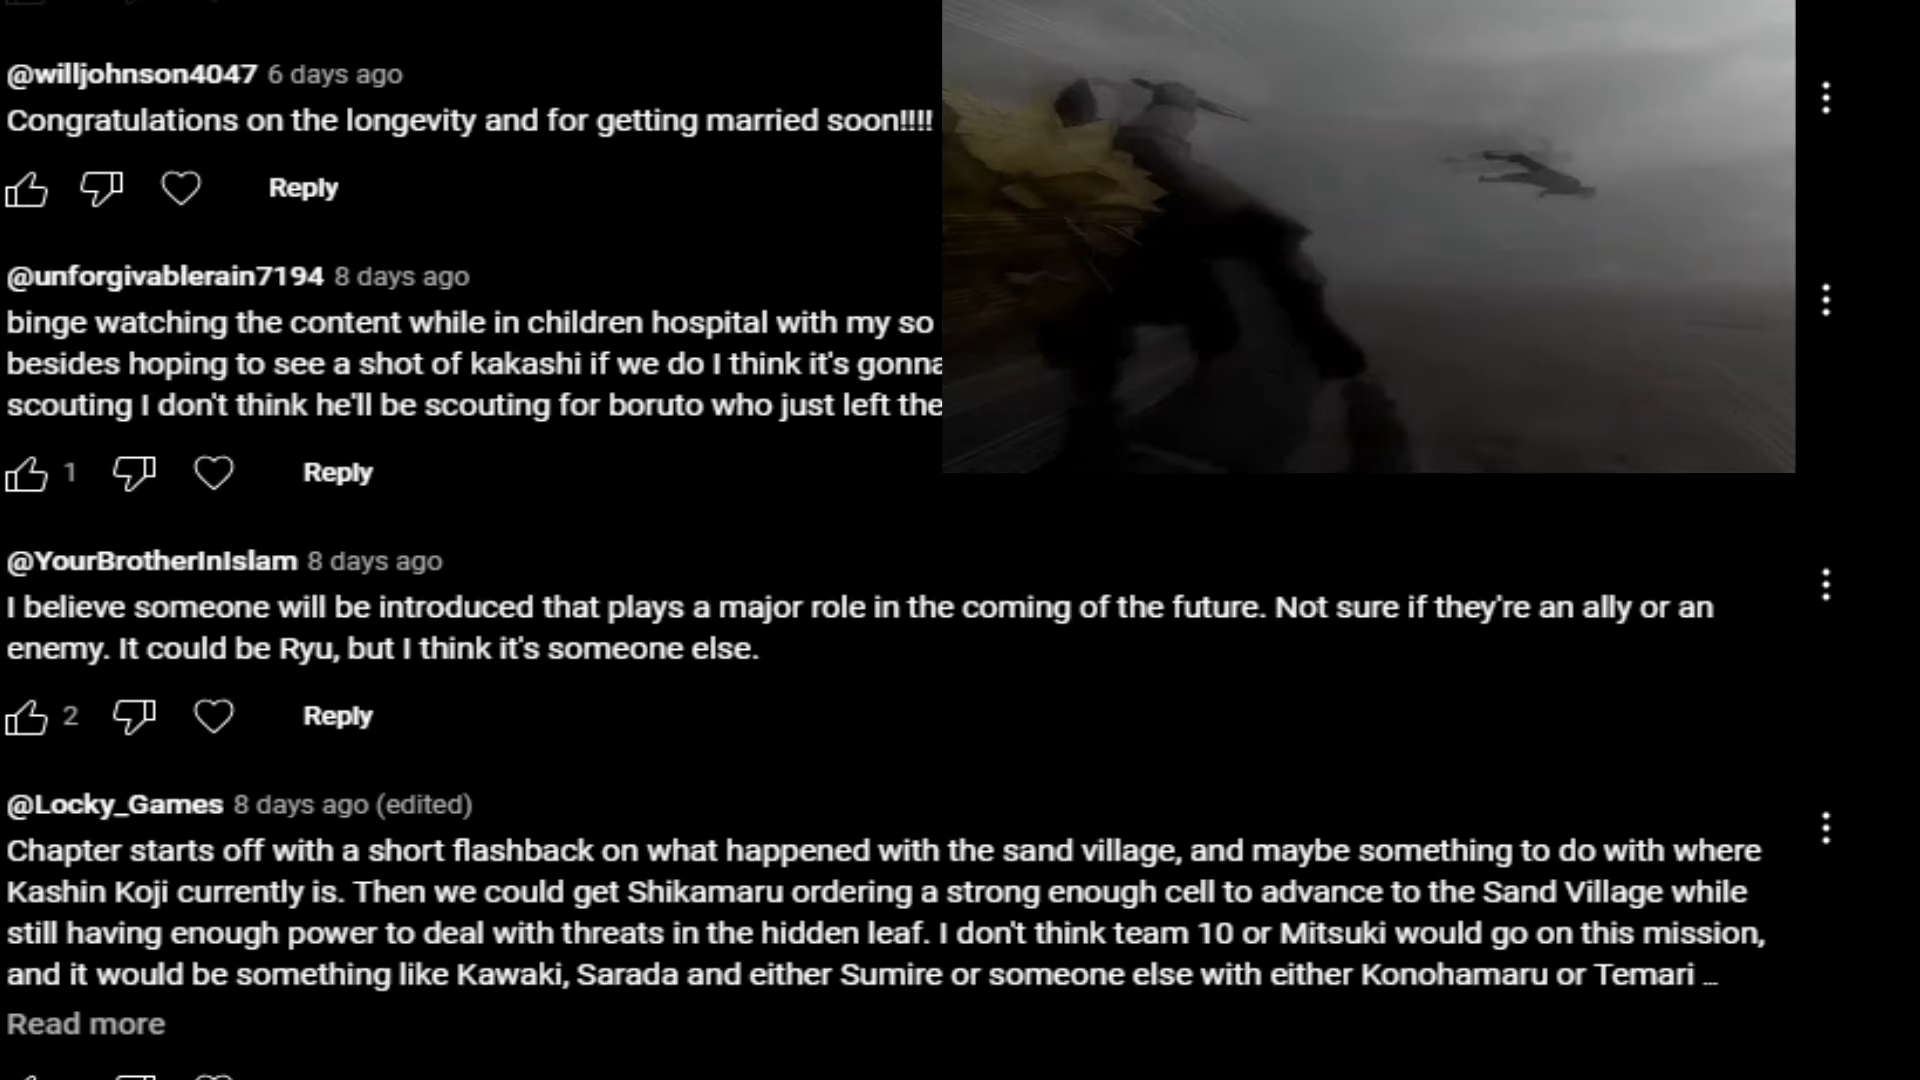 @willjohnson4047 6 days ago
Congratulations on the longevity and for getting married soon!!!!
Reply
@unforgivablerain7194 8 days ago
binge watching the content while in children hospital with my so
besides hoping to see a shot of kakashi if we do I think it's gonna
scouting I don't think he'll be scouting for boruto who just left the
1 Reply
@YourBrotherInIslam 8 days ago
I believe someone will be introduced that plays a major role in the coming of the future. Not sure if they're an ally or an
enemy. It could be Ryu, but I think it's someone else.
2 Reply
@Locky_Games 8 days ago (edited)
Chapter starts off with a short flashback on what happened with the sand village, and maybe something to do with where
Kashin Koji currently is. Then we could get Shikamaru ordering a strong enough cell to advance to the Sand Village while
still having enough power to deal with threats in the hidden leaf. I don't think team 10 or Mitsuki would go on this mission,
and it would be something like Kawaki, Sarada and either Sumire or someone else with either Konohamaru or Temari ...
Read more